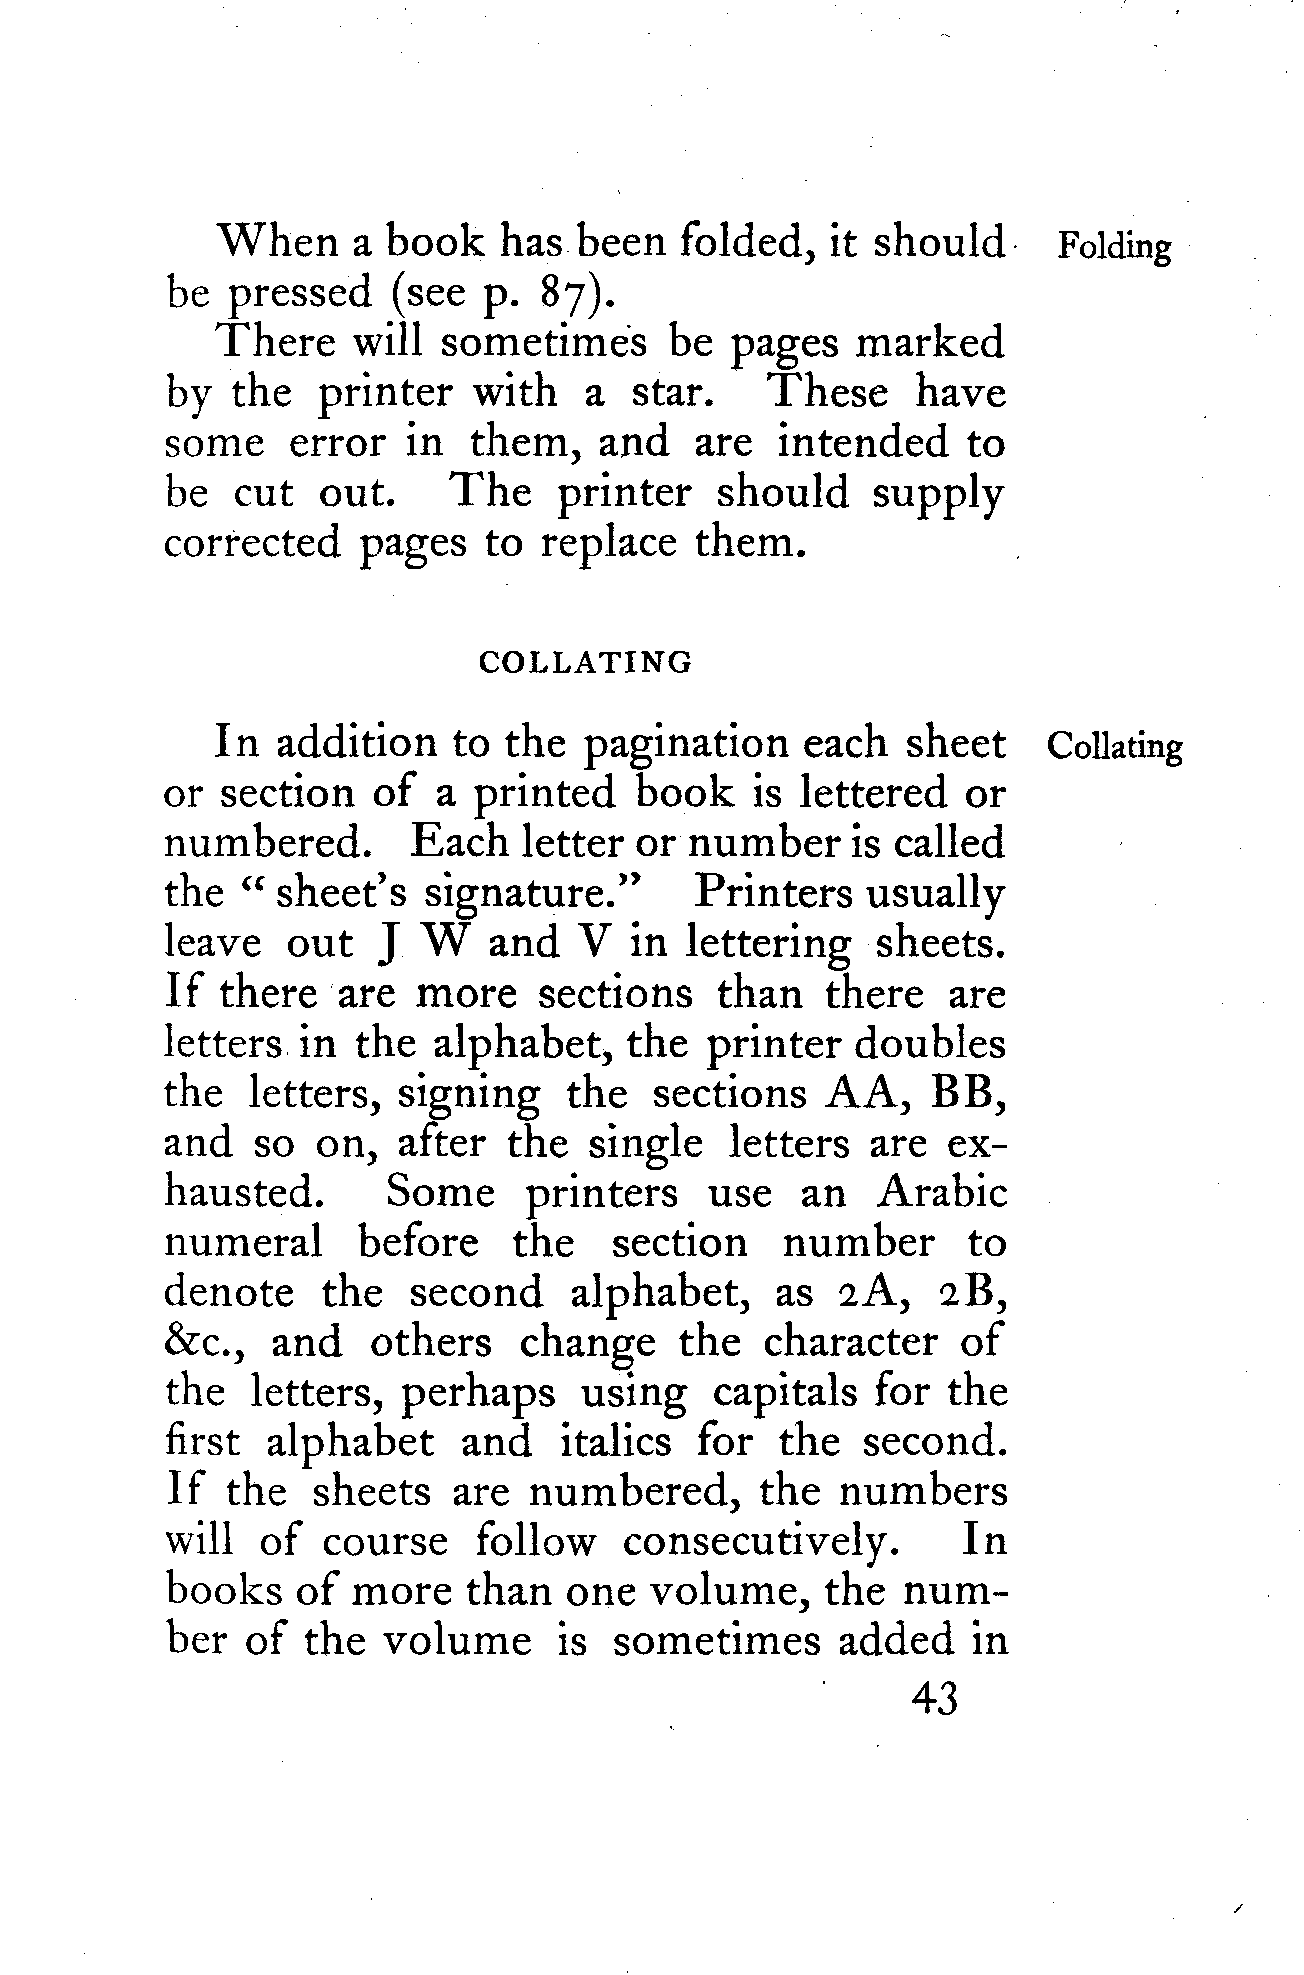 When a book has been folded, it should Folding
be pressed (see p. 87).
There will sometimes be pages marked
by the printer with a star. These have
some error in them, and are intended to
be cut out. The printer should supply
corrected pages to replace them.
COLLATING
In addition to the pagination each sheet Collating
or section of a printed book is lettered or
numbered. Each letter or number is called
the “ sheet’s signature.” Printers usually
leave out J W and V in lettering sheets.
If there are more sections than there are
letters in the alphabet, the printer doubles
the letters, signing the sections AA, BB,
and so on, after the single letters are ex-
hausted. Some printers use an Arabic
numeral before the section number to
denote the second alphabet, as 2A, 2B,
&c., and others change the character of
the letters, perhaps using capitals for the
first alphabet and italics for the second.
If the sheets are numbered, the numbers
will of course follow consecutively. In
books of more than one volume, the num-
ber of the volume is sometimes added in
43